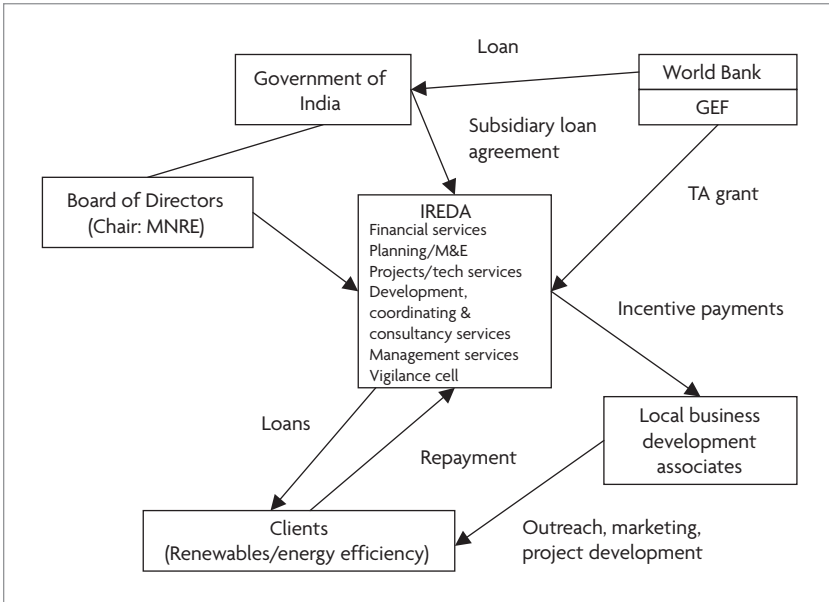 Loan
Government of
India
World Bank
GEF
Subsidiary loan
agreement
TA grant
Board of Directors
(Chair: MNRE)
IREDA
Financial services
Planning/M&E
Projects/tech services
Development,
coordinating &
consultancy services
Management services
Vigilance cell
Incentive payments
Loans
Repayment
Local business
development
associates
Clients
(Renewables/energy efficiency)
Outreach, marketing,
project development